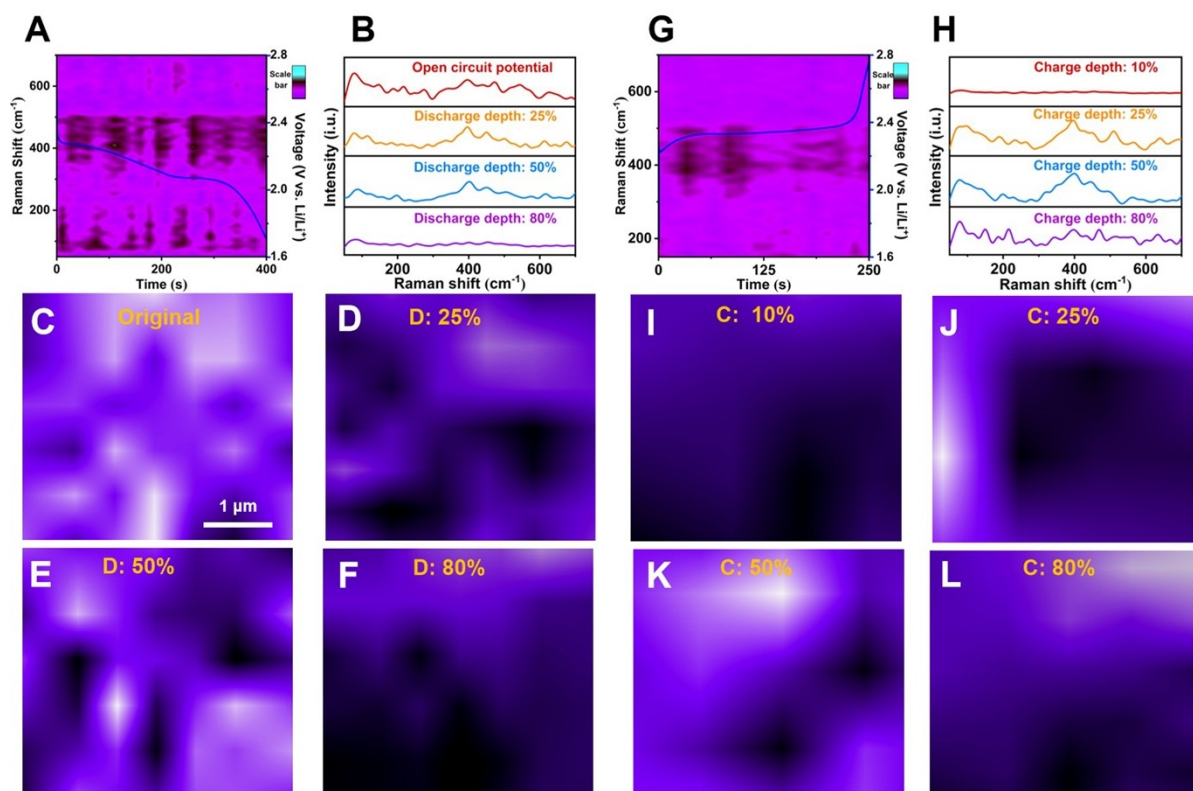 A
600
400
200
Raman Shift (cm⁻¹)
0 100 200 300 400
Time (s)
2.8
2.4
2.0
1.6
Voltage (V vs. Li/Li⁺)
Scale
bar
B
Open circuit potential
Discharge depth: 25%
Discharge depth: 50%
Discharge depth: 80%
Intensity (i.u.)
200 400 600
Raman shift (cm⁻¹)
G
600
450
300
150
Raman Shift (cm⁻¹)
0 125 250
Time (s)
2.8
2.4
2.0
1.6
Voltage (V vs. Li/Li⁺)
Scale
bar
H
Charge depth: 10%
Charge depth: 25%
Charge depth: 50%
Charge depth: 80%
Intensity (i.u.)
200 400 600
Raman shift (cm⁻¹)
C
Original
1 μm
D
D: 25%
I
C: 10%
J
C: 25%
E
D: 50%
F
D: 80%
K
C: 50%
L
C: 80%